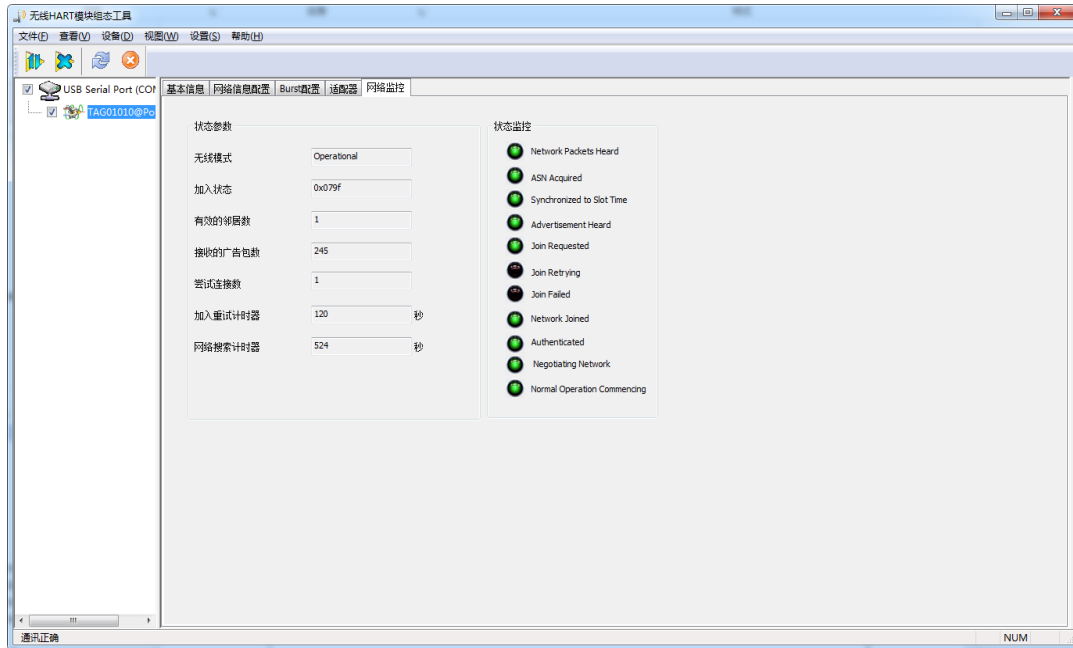 无线HART模块组态工具
文件(F) 查看(V) 设备(D) 视图(W) 设置(S) 帮助(H)
USB Serial Port (COM
TAG01010@Po
基本信息 网络信息配置 Burst配置 适配器 网络监控
状态参数
无线模式 Operational
加入状态 0x079f
有效的邻居数 1
接收的广告包数 245
尝试连接数 1
加入重试计时器 120 秒
网络搜索计时器 524 秒
状态监控
Network Packets Heard
ASN Acquired
Synchronized to Slot Time
Advertisement Heard
Join Requested
Join Retrying
Join Failed
Network Joined
Authenticated
Negotiating Network
Normal Operation Commencing
通讯正确
NUM